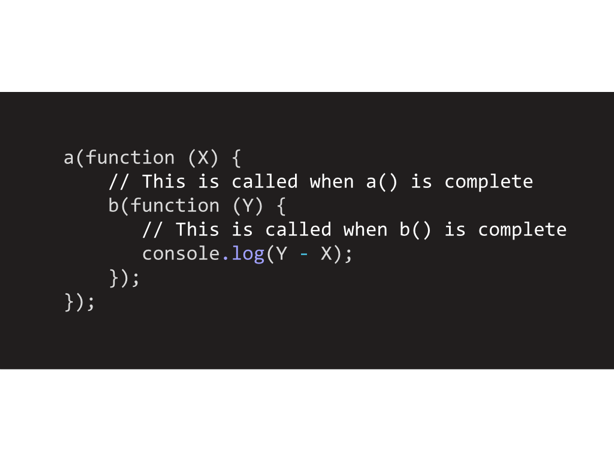 a(function (X) {
    // This is called when a() is complete
    b(function (Y) {
       // This is called when b() is complete
       console.log(Y - X);
    });
});